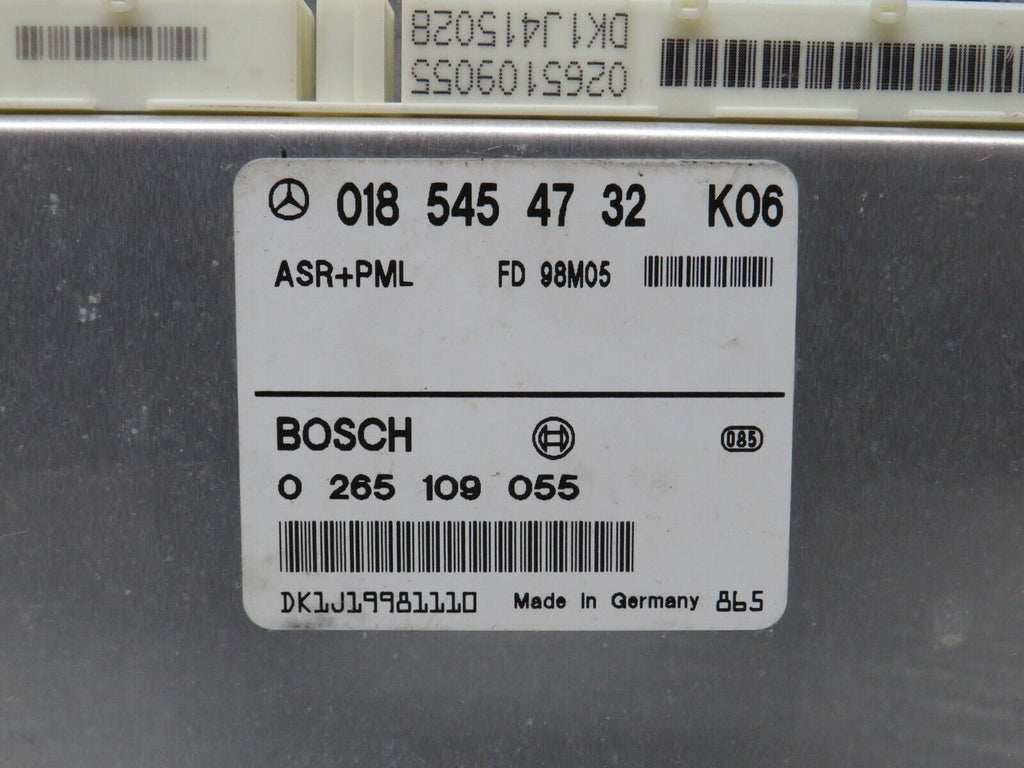 DK1J415028
0265109055
018 545 47 32 K06
ASR+PML FD 98M05
BOSCH 085
0 265 109 055
DK1J19981110 Made in Germany 865